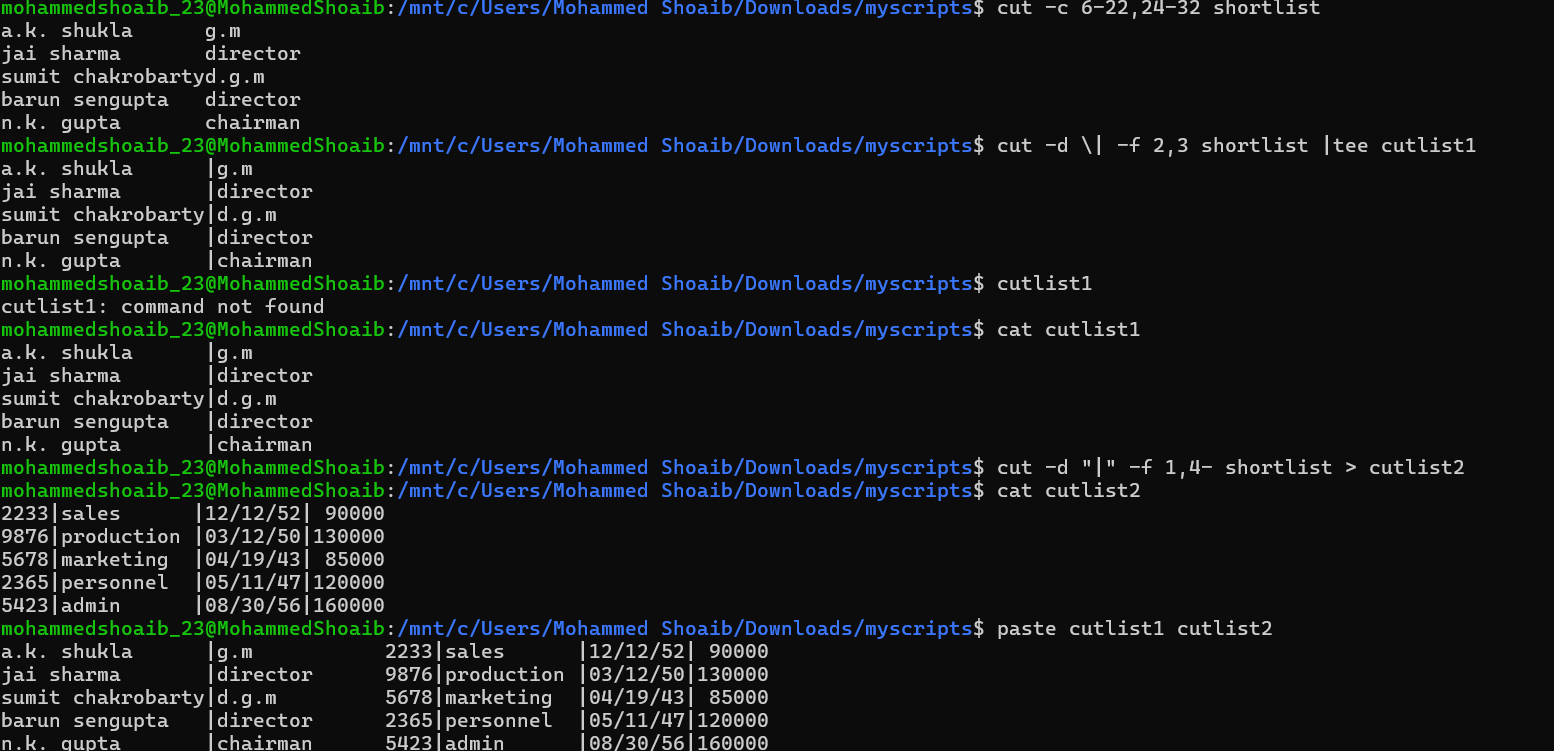 mohammedshoaib_23@MohammedShoaib:/mnt/c/Users/Mohammed Shoaib/Downloads/myscripts$ cut -c 6-22,24-32 shortlist
a.k. shukla      g.m
jai sharma       director
sumit chakrobartyd.g.m
barun sengupta   director
n.k. gupta       chairman
mohammedshoaib_23@MohammedShoaib:/mnt/c/Users/Mohammed Shoaib/Downloads/myscripts$ cut -d \| -f 2,3 shortlist |tee cutlist1
a.k. shukla      |g.m
jai sharma       |director
sumit chakrobarty|d.g.m
barun sengupta   |director
n.k. gupta       |chairman
mohammedshoaib_23@MohammedShoaib:/mnt/c/Users/Mohammed Shoaib/Downloads/myscripts$ cutlist1
cutlist1: command not found
mohammedshoaib_23@MohammedShoaib:/mnt/c/Users/Mohammed Shoaib/Downloads/myscripts$ cat cutlist1
a.k. shukla      |g.m
jai sharma       |director
sumit chakrobarty|d.g.m
barun sengupta   |director
n.k. gupta       |chairman
mohammedshoaib_23@MohammedShoaib:/mnt/c/Users/Mohammed Shoaib/Downloads/myscripts$ cut -d "|" -f 1,4- shortlist > cutlist2
mohammedshoaib_23@MohammedShoaib:/mnt/c/Users/Mohammed Shoaib/Downloads/myscripts$ cat cutlist2
2233|sales      |12/12/52| 90000
9876|production |03/12/50|130000
5678|marketing  |04/19/43| 85000
2365|personnel  |05/11/47|120000
5423|admin      |08/30/56|160000
mohammedshoaib_23@MohammedShoaib:/mnt/c/Users/Mohammed Shoaib/Downloads/myscripts$ paste cutlist1 cutlist2
a.k. shukla      |g.m           2233|sales      |12/12/52| 90000
jai sharma       |director      9876|production |03/12/50|130000
sumit chakrobarty|d.g.m         5678|marketing  |04/19/43| 85000
barun sengupta   |director      2365|personnel  |05/11/47|120000
n.k. gupta       |chairman      5423|admin      |08/30/56|160000